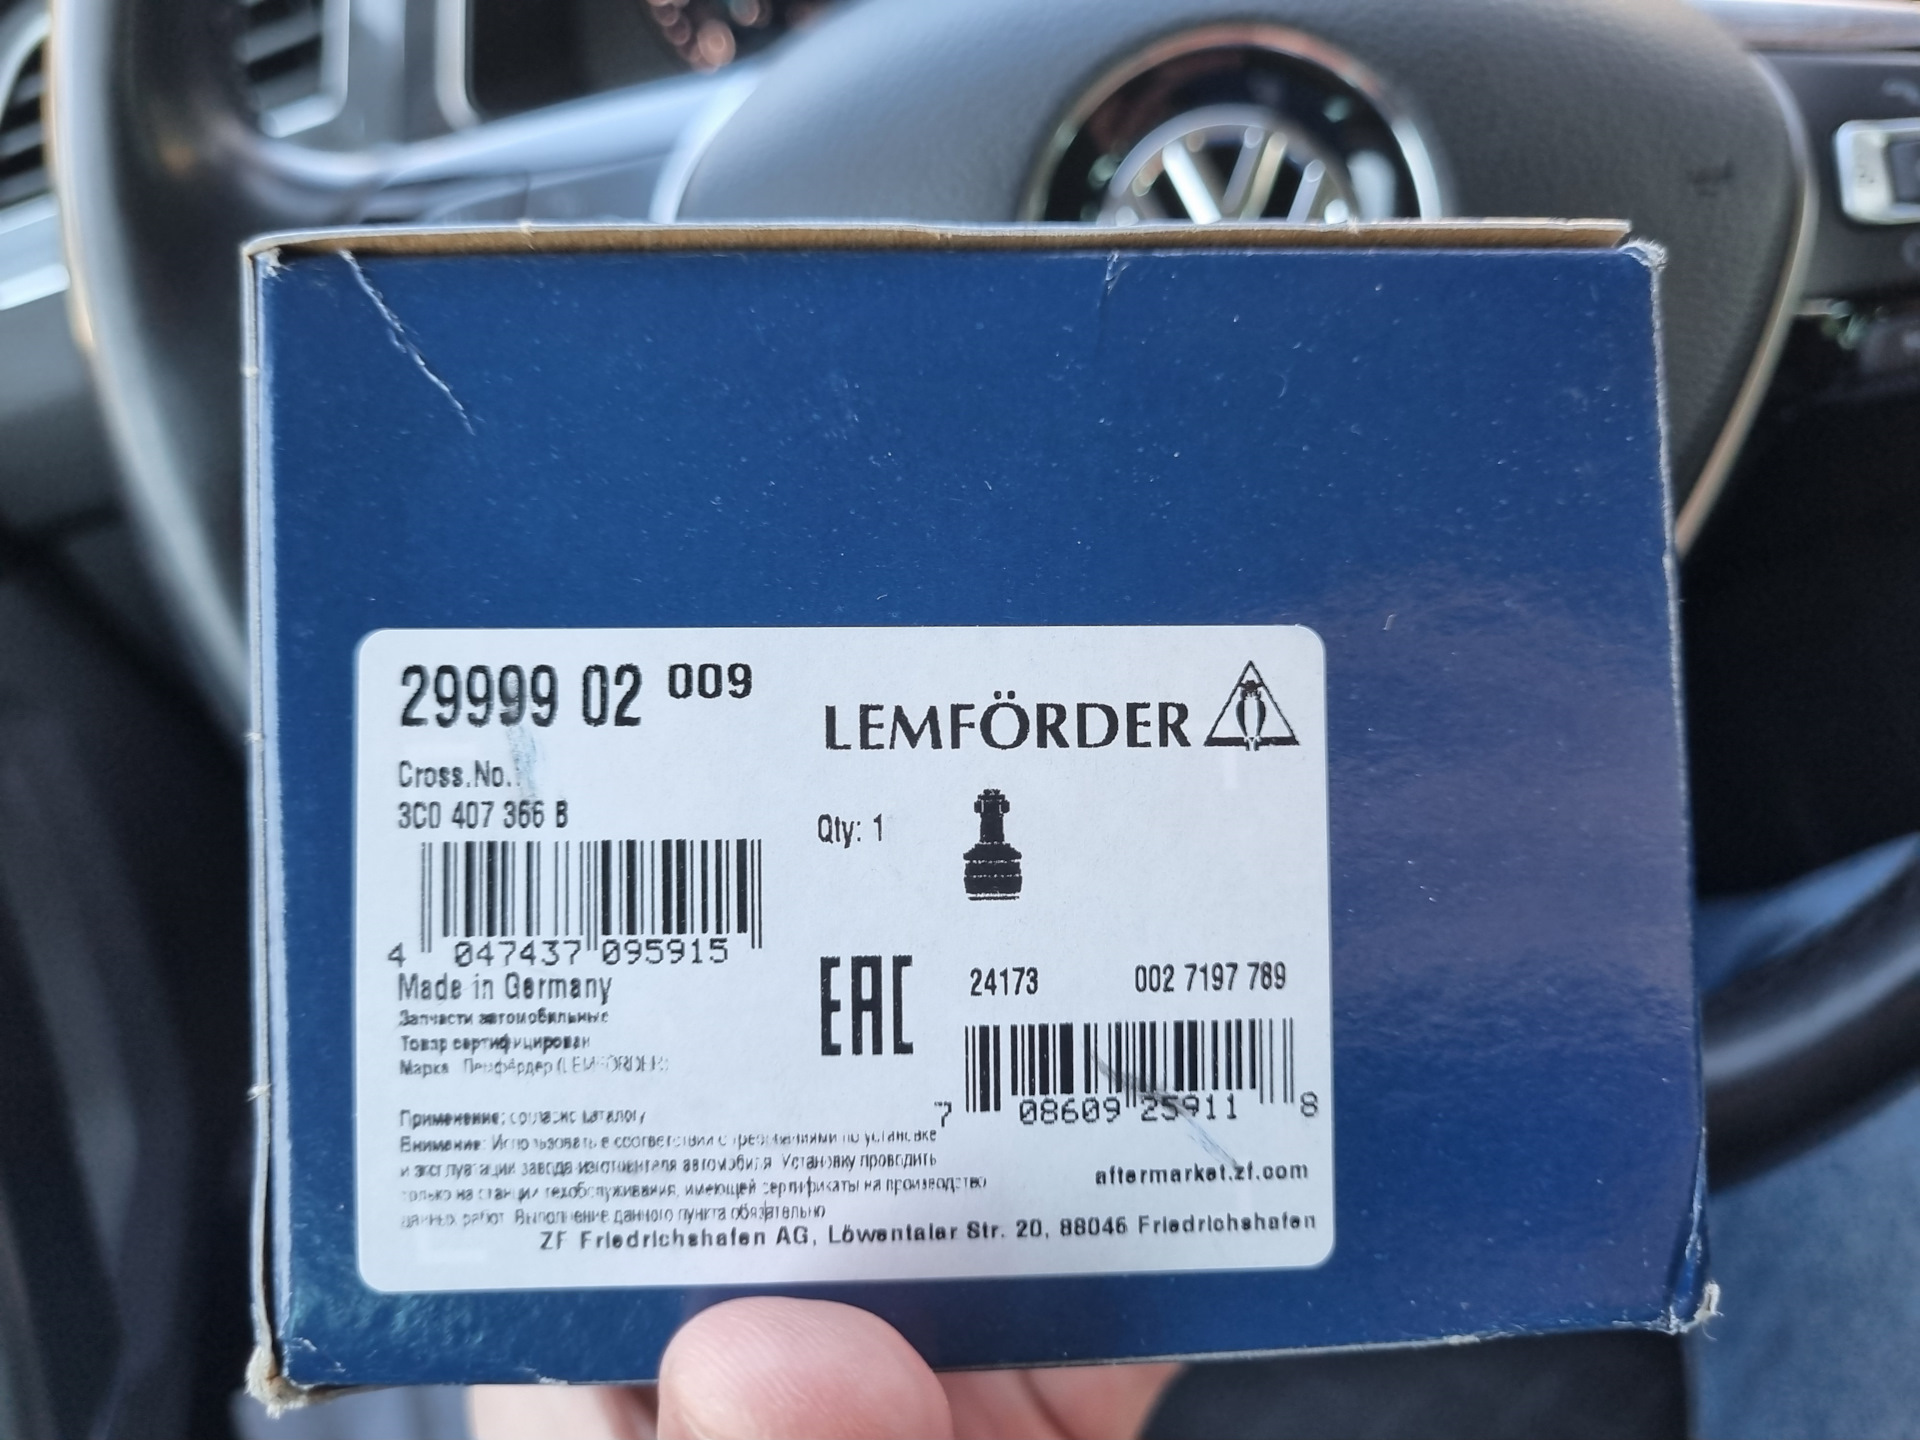 29999 02 009
LEMFÖRDER
Cross.No.:
3C0 407 366 B
Qty: 1
4 047437 095915
Made in Germany
Запчасти автомобильные
Товар сертифицирован
Марка Лемфёрдер (LEMFÖRDER)
EAC
24173 002 7197 789
7 08609 25911 8
Применение: согласно каталогу
Внимание: Использовать в соответствии с требованиями по установке
и эксплуатации завода-изготовителя автомобиля. Установку проводить
только на станции техобслуживания, имеющей сертификаты на производство
данных работ. Выполнение данного пункта обязательно
aftermarket.zf.com
ZF Friedrichshafen AG, Löwentaler Str. 20, 88046 Friedrichshafen